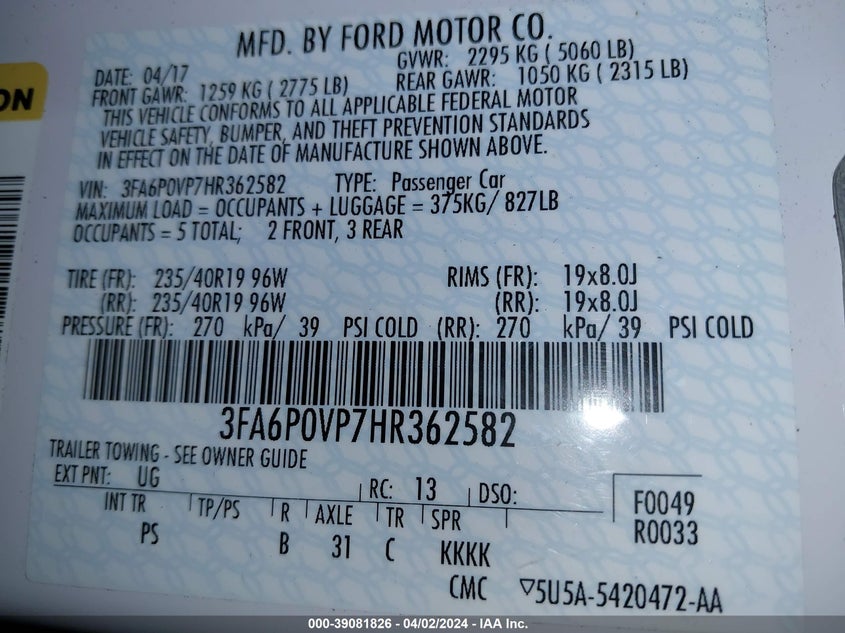 MFD. BY FORD MOTOR CO.
DATE: 04/17 GVWR: 2295 KG ( 5060 LB)
FRONT GAWR: 1259 KG ( 2775 LB) REAR GAWR: 1050 KG ( 2315 LB)
THIS VEHICLE CONFORMS TO ALL APPLICABLE FEDERAL MOTOR
VEHICLE SAFETY, BUMPER, AND THEFT PREVENTION STANDARDS
IN EFFECT ON THE DATE OF MANUFACTURE SHOWN ABOVE.
VIN: 3FA6P0VP7HR362582 TYPE: Passenger Car
MAXIMUM LOAD = OCCUPANTS + LUGGAGE = 375KG/ 827LB
OCCUPANTS = 5 TOTAL; 2 FRONT, 3 REAR
TIRE (FR): 235/40R19 96W RIMS (FR): 19x8.0J
(RR): 235/40R19 96W (RR): 19x8.0J
PRESSURE (FR): 270 kPa/ 39 PSI COLD (RR): 270 kPa/ 39 PSI COLD
3FA6P0VP7HR362582
TRAILER TOWING - SEE OWNER GUIDE
EXT PNT: UG RC: 13 DSO:
INT TR TP/PS R AXLE TR SPR
PS B 31 C KKKK
F0049
R0033
CMC ▽5U5A-5420472-AA
ON
000-39081826 - 04/02/2024 - IAA Inc.